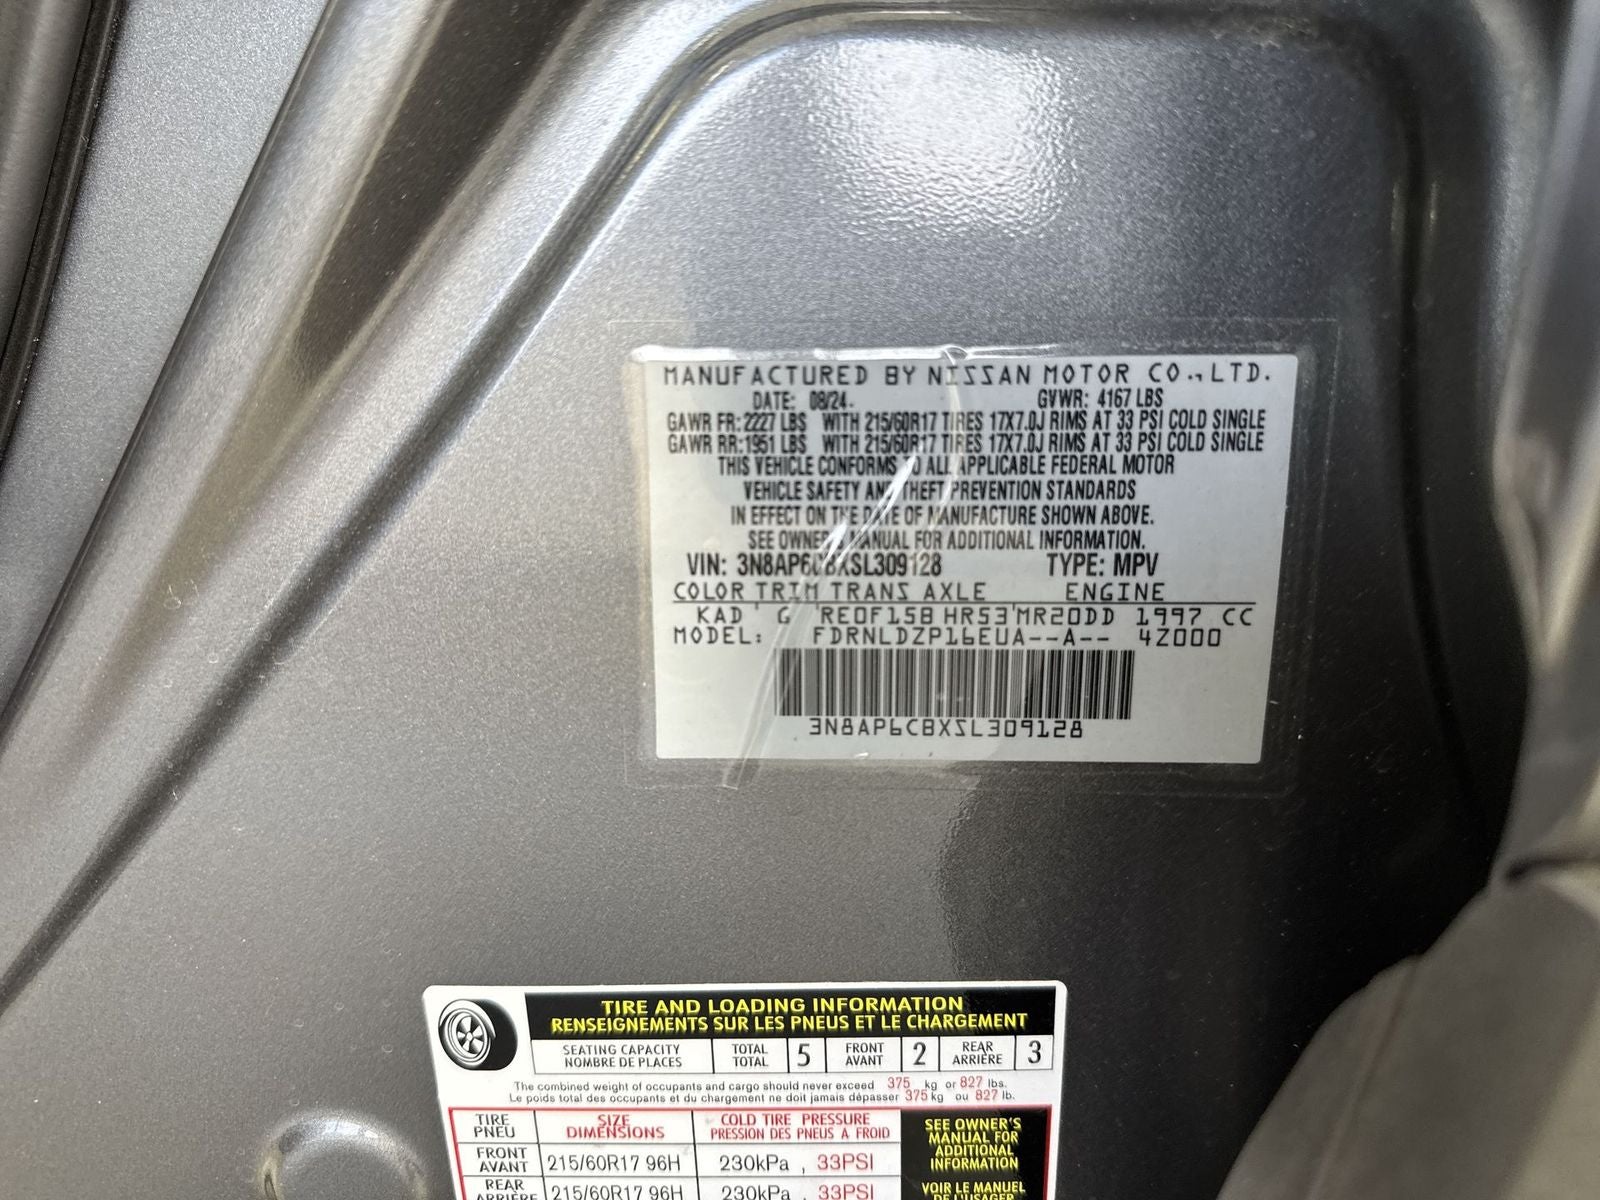 MANUFACTURED BY NISSAN MOTOR CO.,LTD.
DATE: 08/24 GVWR: 4167 LBS
GAWR FR: 2227 LBS WITH 215/60R17 TIRES 17X7.0J RIMS AT 33 PSI COLD SINGLE
GAWR RR: 1951 LBS WITH 215/60R17 TIRES 17X7.0J RIMS AT 33 PSI COLD SINGLE
THIS VEHICLE CONFORMS TO ALL APPLICABLE FEDERAL MOTOR
VEHICLE SAFETY AND THEFT PREVENTION STANDARDS
IN EFFECT ON THE DATE OF MANUFACTURE SHOWN ABOVE.
SEE OWNER'S MANUAL FOR ADDITIONAL INFORMATION.
VIN: 3N8AP6CBXSL309128 TYPE: MPV
COLOR TRIM TRANS AXLE ENGINE
KAD G RE0F15B HR53 MR20DD 1997 CC
MODEL: FDRNLDZP16EUA--A-- 4Z000
3N8AP6CBXSL309128
TIRE AND LOADING INFORMATION
RENSEIGNEMENTS SUR LES PNEUS ET LE CHARGEMENT
SEATING CAPACITY TOTAL 5 FRONT 2 REAR 3
NOMBRE DE PLACES TOTAL AVANT ARRIÈRE
The combined weight of occupants and cargo should never exceed 375 kg or 827 lbs.
Le poids total des occupants et du chargement ne doit jamais dépasser 375 kg ou 827 lb.
TIRE SIZE COLD TIRE PRESSURE
PNEU DIMENSIONS PRESSION DES PNEUS A FROID
FRONT
AVANT 215/60R17 96H 230kPa , 33PSI
REAR
ARRIÈRE 215/60R17 96H 230kPa , 33PSI
SEE OWNER'S
MANUAL FOR
ADDITIONAL
INFORMATION
VOIR LE MANUEL
DE L'USAGER